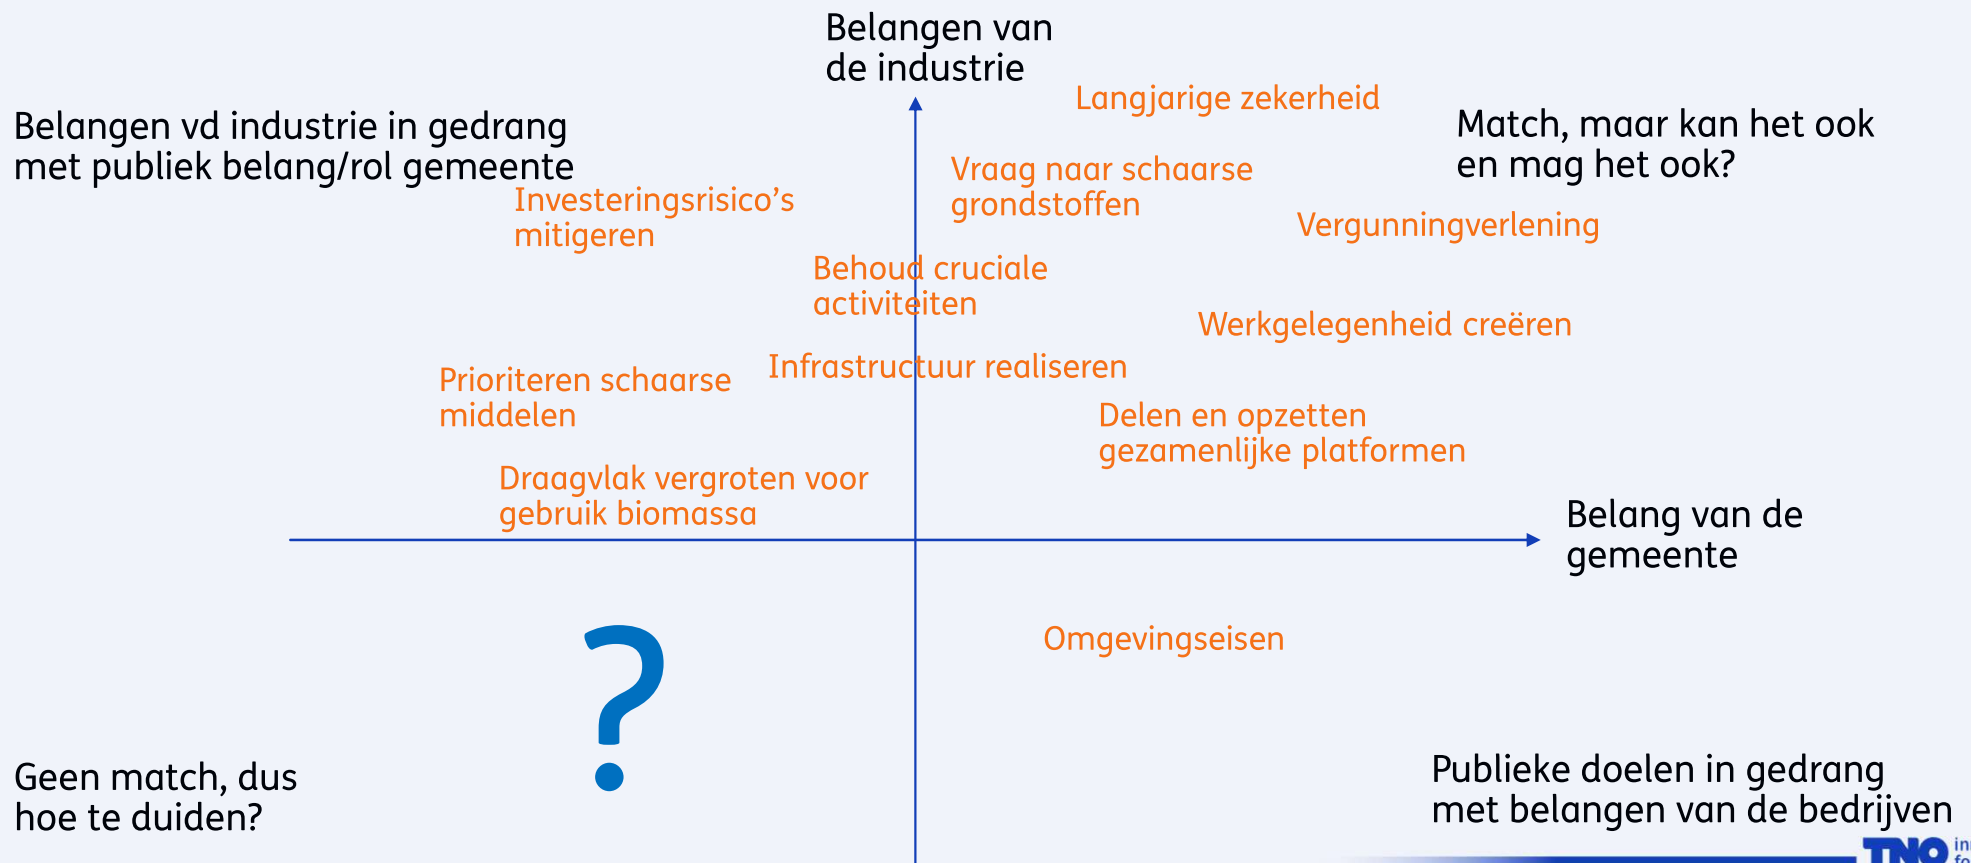 Belangen van
de industrie
Langjarige zekerheid
Belangen vd industrie in gedrang
met publiek belang/rol gemeente
Match, maar kan het ook
en mag het ook?
Vraag naar schaarse
grondstoffen
Investeringsrisico’s
mitigeren
Vergunningverlening
Behoud cruciale
activiteiten
Werkgelegenheid creëren
Infrastructuur realiseren
Prioriteren schaarse
middelen
Delen en opzetten
gezamenlijke platformen
Draagvlak vergroten voor
gebruik biomassa
Belang van de
gemeente
?
Omgevingseisen
Geen match, dus
hoe te duiden?
Publieke doelen in gedrang
met belangen van de bedrijven
TNO